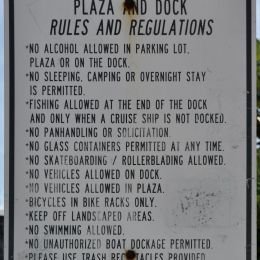 PLAZA AND DOCK
RULES AND REGULATIONS
*NO ALCOHOL ALLOWED IN PARKING LOT,
PLAZA OR ON THE DOCK.
*NO SLEEPING, CAMPING OR OVERNIGHT STAY
IS PERMITTED.
*FISHING ALLOWED AT THE END OF THE DOCK
AND ONLY WHEN A CRUISE SHIP IS NOT DOCKED.
*NO PANHANDLING OR SOLICITATION.
*NO GLASS CONTAINERS PERMITTED AT ANY TIME.
*NO SKATEBOARDING / ROLLERBLADING ALLOWED.
*NO VEHICLES ALLOWED ON DOCK.
*NO VEHICLES ALLOWED IN PLAZA.
*BICYCLES IN BIKE RACKS ONLY.
*KEEP OFF LANDSCAPED AREAS.
*NO SWIMMING ALLOWED.
*NO UNAUTHORIZED BOAT DOCKAGE PERMITTED.
*PLEASE USE TRASH RECEPTACLES PROVIDED